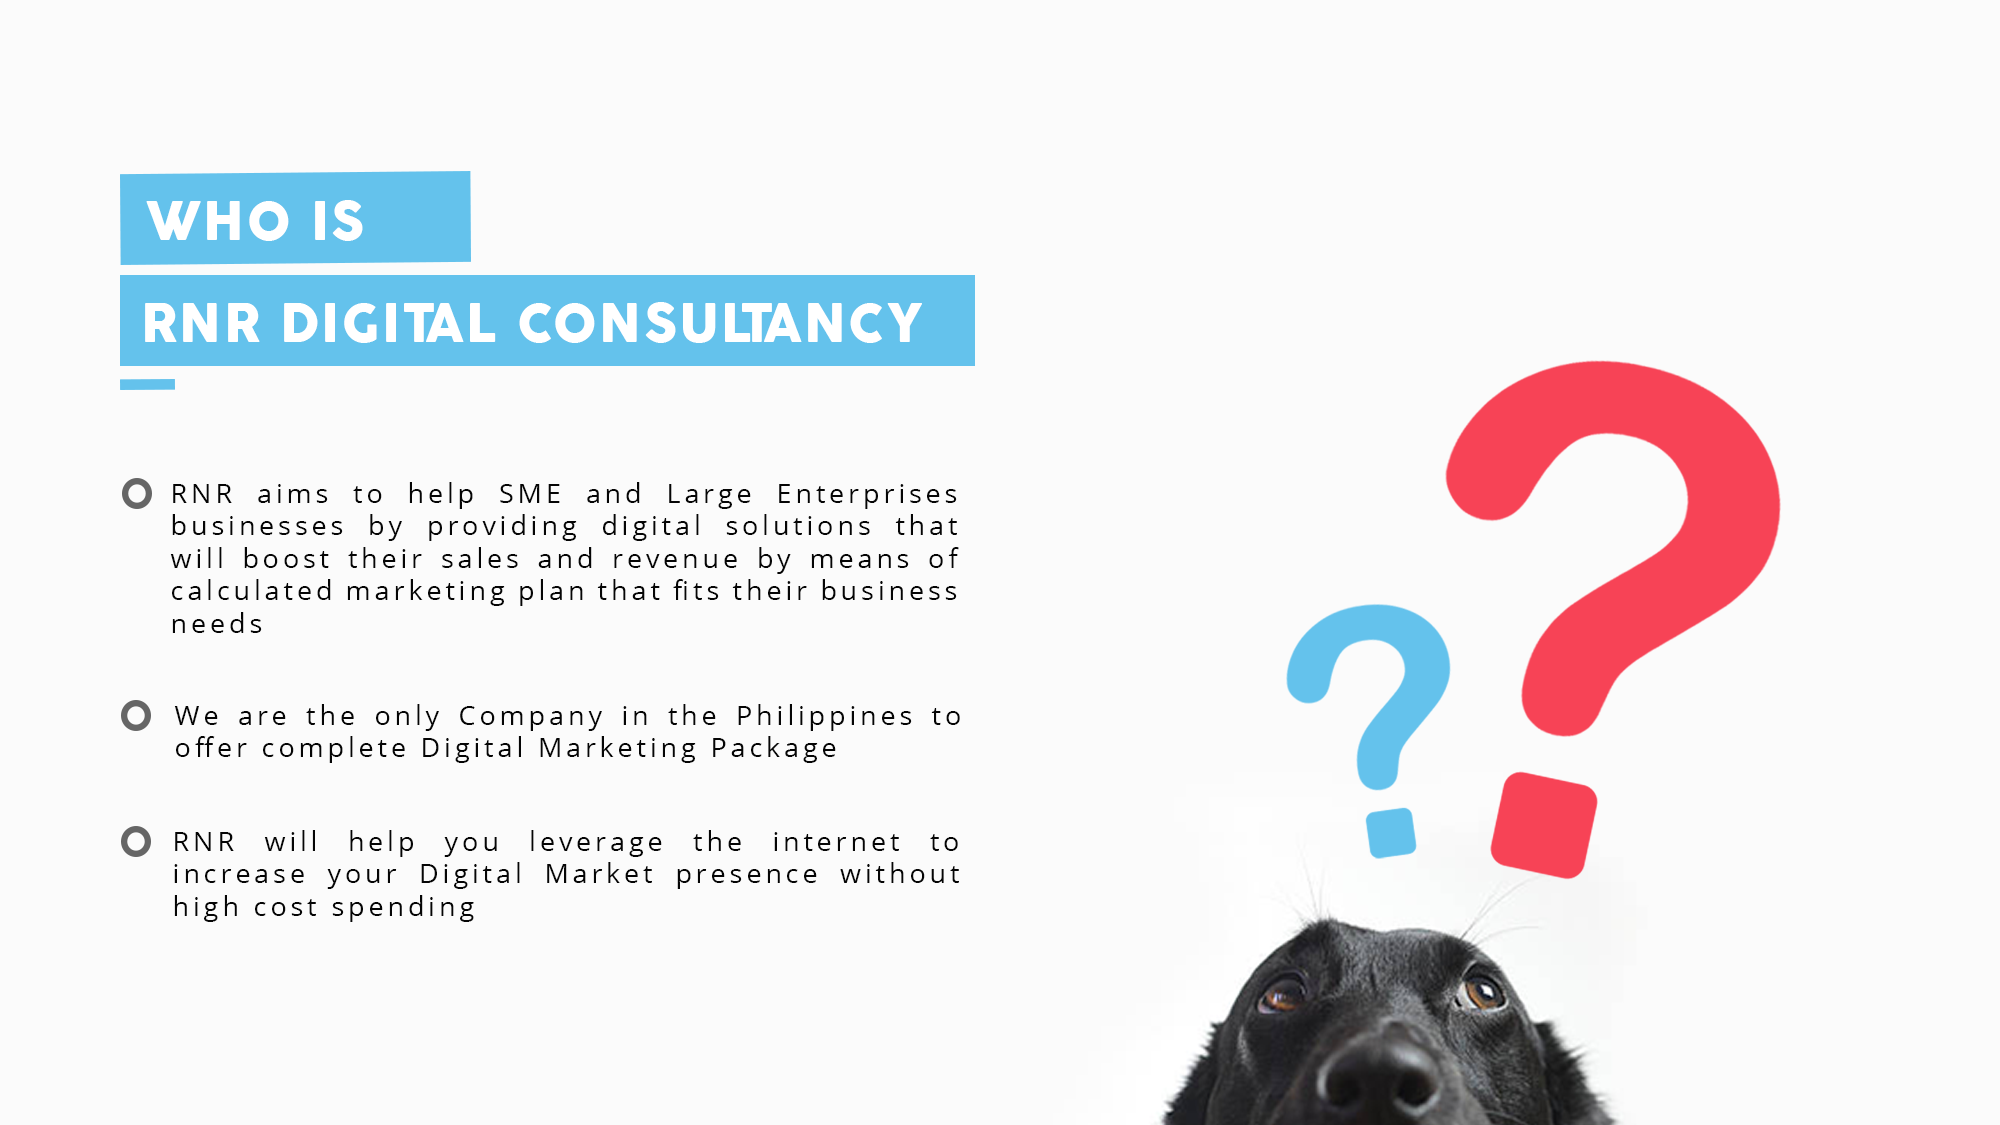 WHO IS
RNR DIGITAL CONSULTANCY
RNR aims to help SME and Large Enterprises
businesses by providing digital solutions that
will boost their sales and revenue by means of
calculated marketing plan that fits their business
needs
We are the only Company in the Philippines to
offer complete Digital Marketing Package
RNR will help you leverage the internet to
increase your Digital Market presence without
high cost spending
? ?